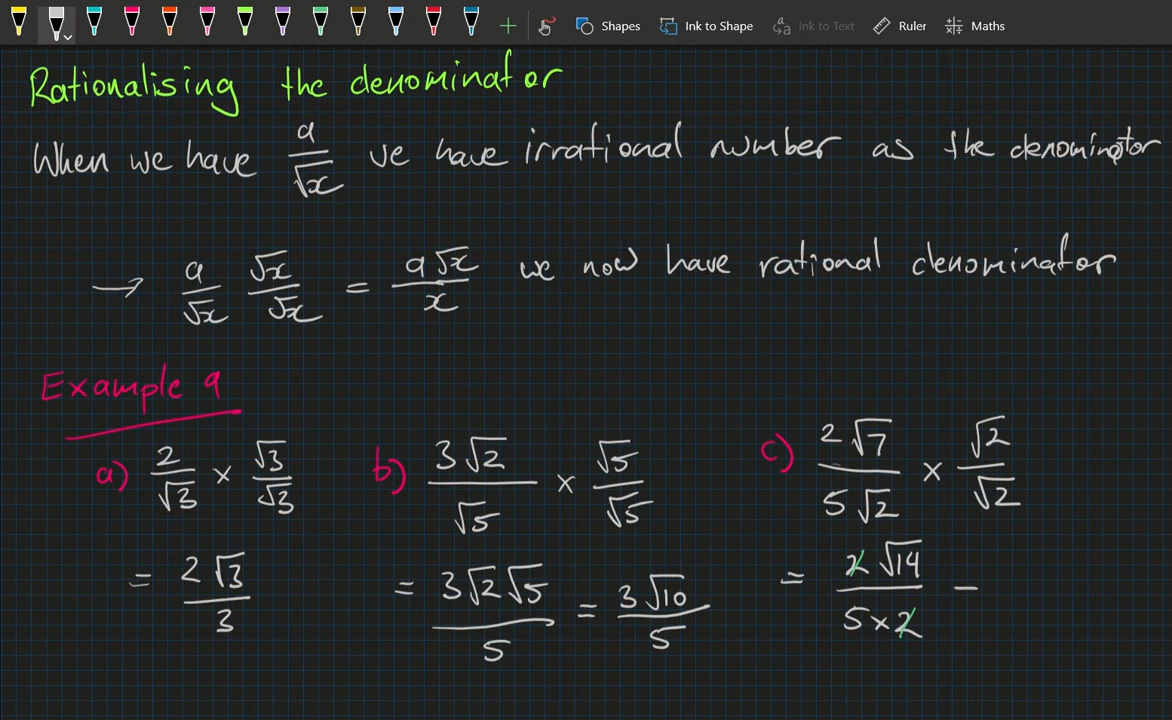 Shapes Ink to Shape Ink to Text Ruler Maths
Rationalising the denominator
When we have a/√x we have irrational number as the denominator
→ a/√x √x/√x = a√x/x we now have rational denominator
Example 9
a) 2/√3 × √3/√3
= 2√3/3
b) 3√2/√5 × √5/√5
= 3√2√5/5 = 3√10/5
c) 2√7/5√2 × √2/√2
= 2√14/5×2 –